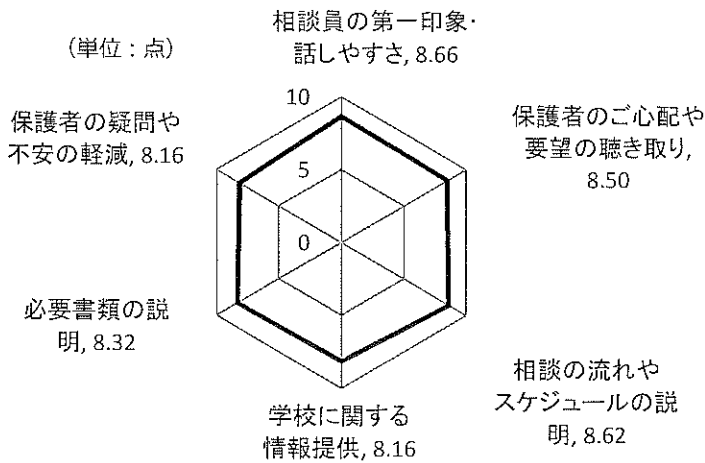 (単位：点)
相談員の第一印象・
話しやすさ, 8.66
保護者のご心配や
要望の聴き取り,
8.50
相談の流れや
スケジュールの説
明, 8.62
学校に関する
情報提供, 8.16
必要書類の説
明, 8.32
保護者の疑問や
不安の軽減, 8.16
10
5
0